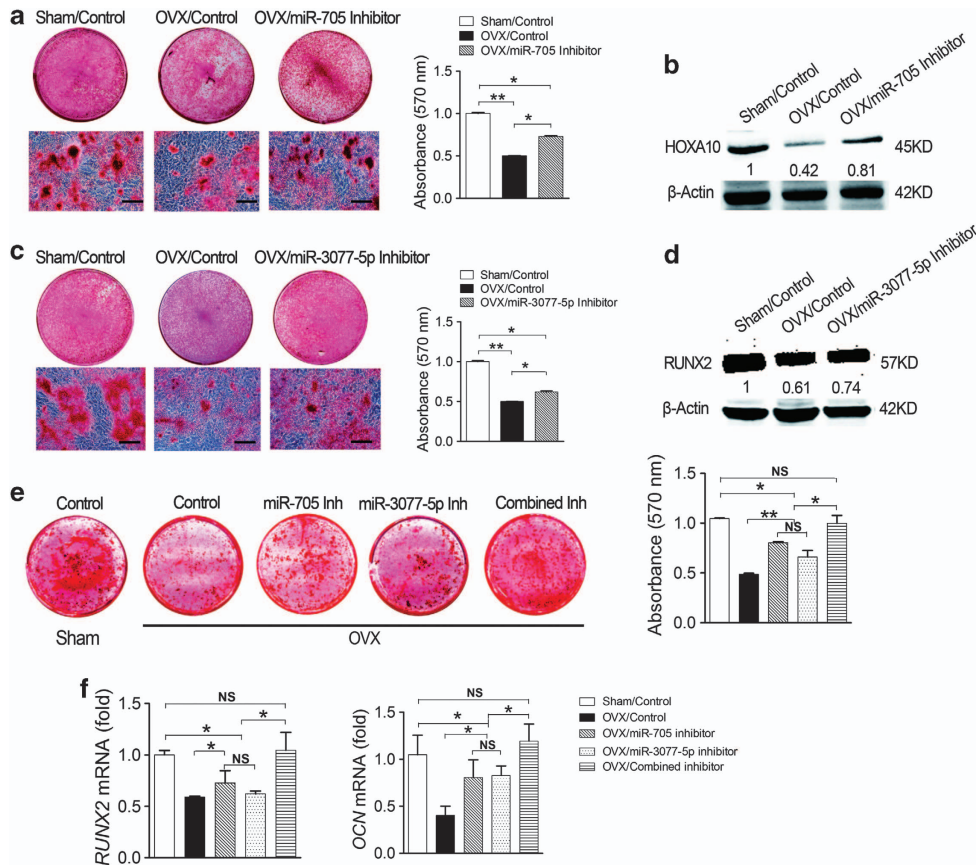 a
Sham/Control OVX/Control OVX/miR-705 Inhibitor
Sham/Control
OVX/Control
OVX/miR-705 Inhibitor
Absorbance (570 nm)
1.5
1.0
0.5
0.0
*
**
*
b
Sham/Control
OVX/Control
OVX/miR-705 Inhibitor
HOXA10 45KD
1 0.42 0.81
β-Actin 42KD
c
Sham/Control OVX/Control OVX/miR-3077-5p Inhibitor
Sham/Control
OVX/Control
OVX/miR-3077-5p Inhibitor
Absorbance (570 nm)
1.5
1.0
0.5
0.0
*
**
*
d
Sham/Control
OVX/Control
OVX/miR-3077-5p Inhibitor
RUNX2 57KD
1 0.61 0.74
β-Actin 42KD
e
Control Control miR-705 Inh miR-3077-5p Inh Combined Inh
Sham OVX
Absorbance (570 nm)
1.5
1.0
0.5
0.0
NS
*
*
**
NS
f
RUNX2 mRNA (fold)
1.5
1.0
0.5
0.0
NS
*
*
*
NS
OCN mRNA (fold)
1.5
1.0
0.5
0.0
NS
*
*
*
NS
Sham/Control
OVX/Control
OVX/miR-705 inhibitor
OVX/miR-3077-5p inhibitor
OVX/Combined inhibitor